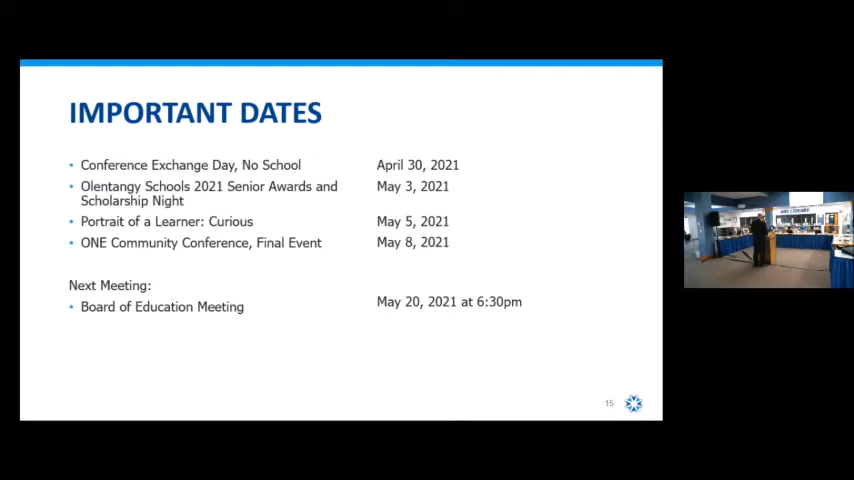 IMPORTANT DATES
• Conference Exchange Day, No School April 30, 2021
• Olentangy Schools 2021 Senior Awards and May 3, 2021
Scholarship Night
• Portrait of a Learner: Curious May 5, 2021
• ONE Community Conference, Final Event May 8, 2021
Next Meeting:
• Board of Education Meeting May 20, 2021 at 6:30pm
15